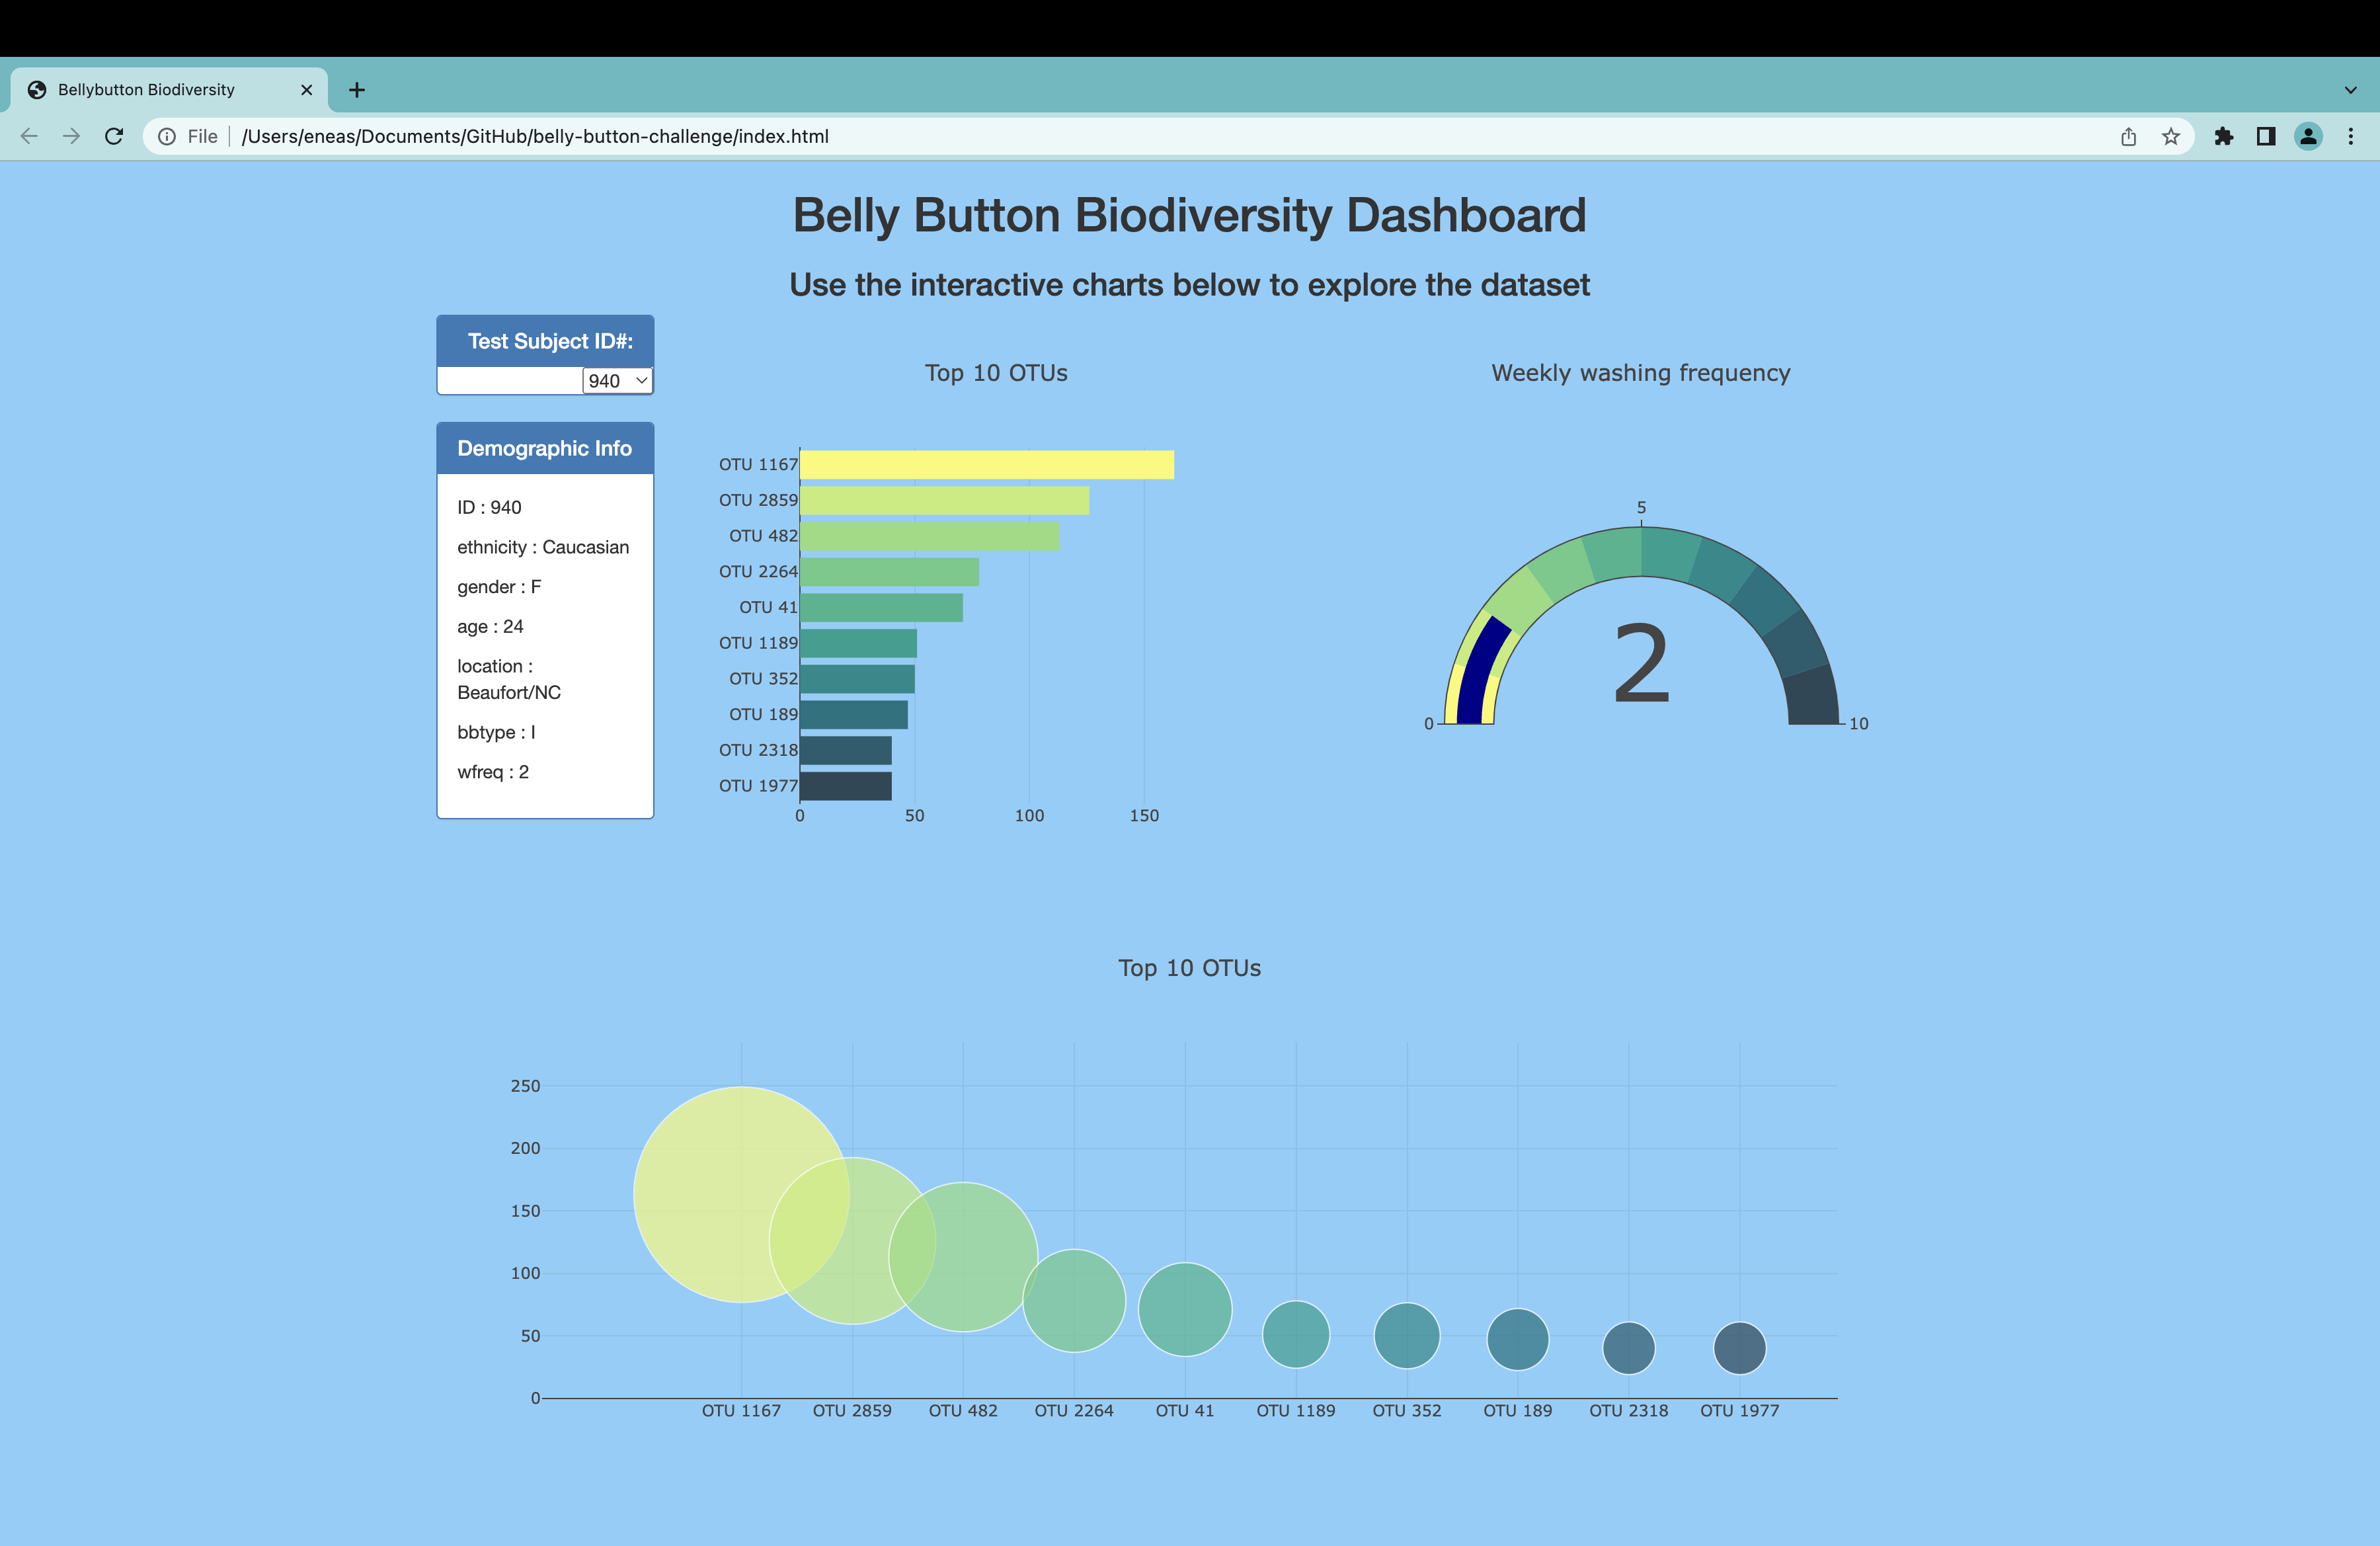 Bellybutton Biodiversity
File
/Users/eneas/Documents/GitHub/belly-button-challenge/index.html
Belly Button Biodiversity Dashboard
Use the interactive charts below to explore the dataset
Test Subject ID#:
940
Demographic Info
ID : 940
ethnicity : Caucasian
gender : F
age : 24
location :
Beaufort/NC
bbtype : I
wfreq : 2
Top 10 OTUs
OTU 1167
OTU 2859
OTU 482
OTU 2264
OTU 41
OTU 1189
OTU 352
OTU 189
OTU 2318
OTU 1977
0 50 100 150
Weekly washing frequency
5
2
0 10
Top 10 OTUs
250
200
150
100
50
0
OTU 1167 OTU 2859 OTU 482 OTU 2264 OTU 41 OTU 1189 OTU 352 OTU 189 OTU 2318 OTU 1977